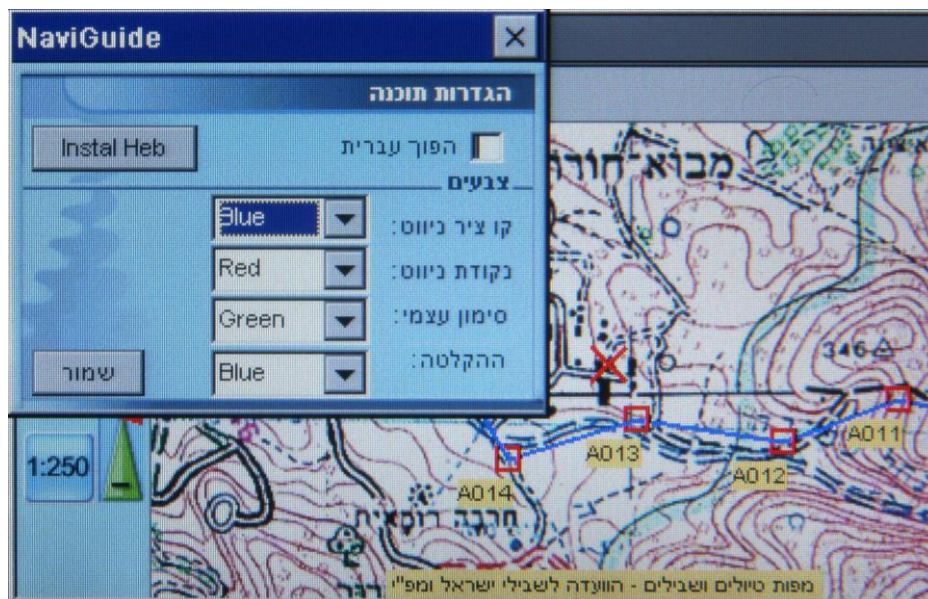 NaviGuide
הגדרות תוכנה
הפוך עברית
Instal Heb
צבעים
קו ציר ניווט:
Blue
נקודת ניווט:
Red
סימון עצמי:
Green
ההקלטה:
Blue
שמור
מבוא-חורון
346
A011
A012
A013
A014
1:250
חרבה רוסאית
מפות טיולים ושבילים - הוועדה לשבילי ישראל ומפ"י